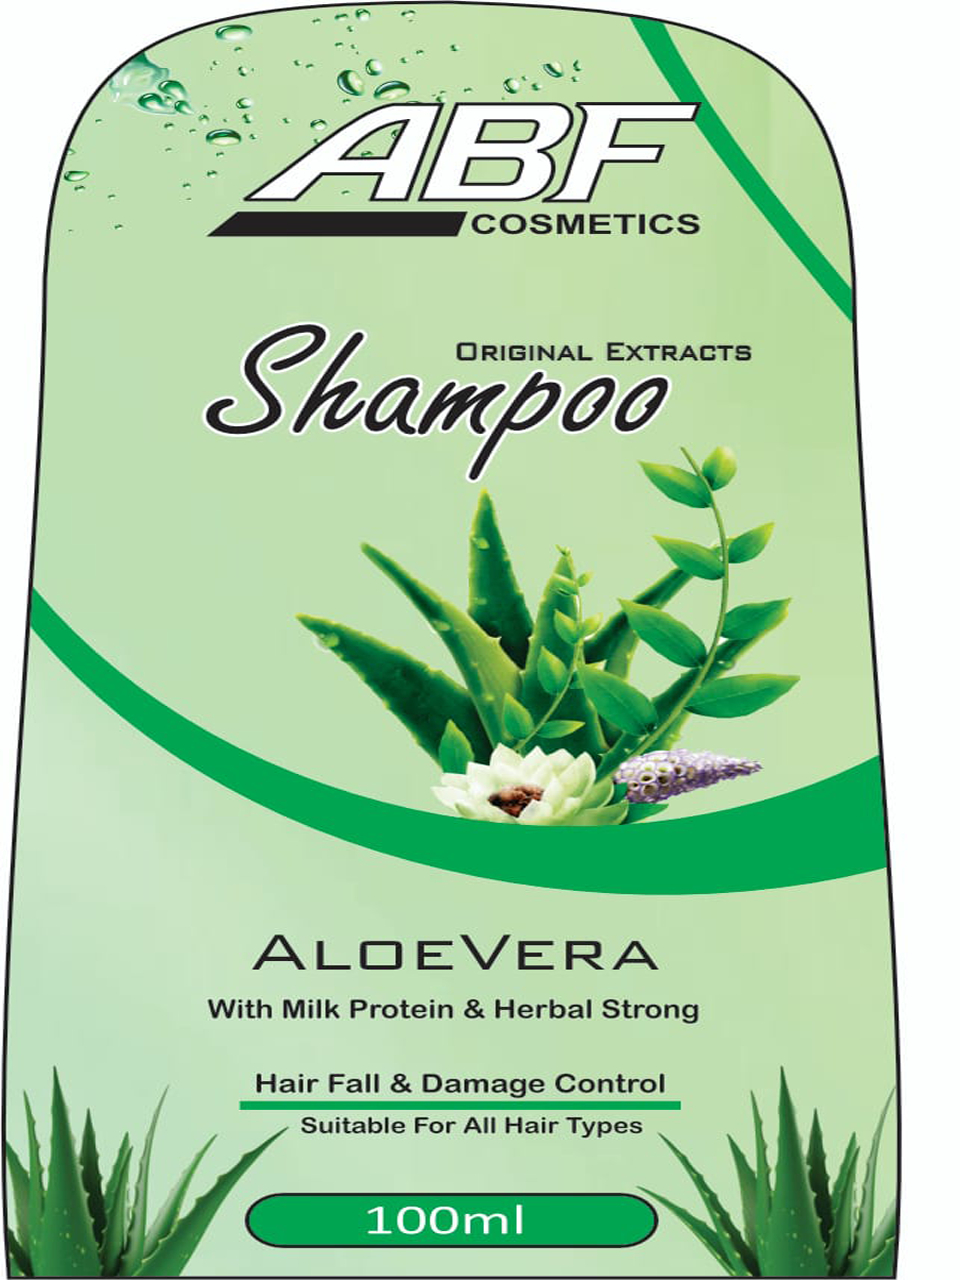 ABF
COSMETICS
Original Extracts
Shampoo
AloeVera
With Milk Protein & Herbal Strong
Hair Fall & Damage Control
Suitable For All Hair Types
100ml